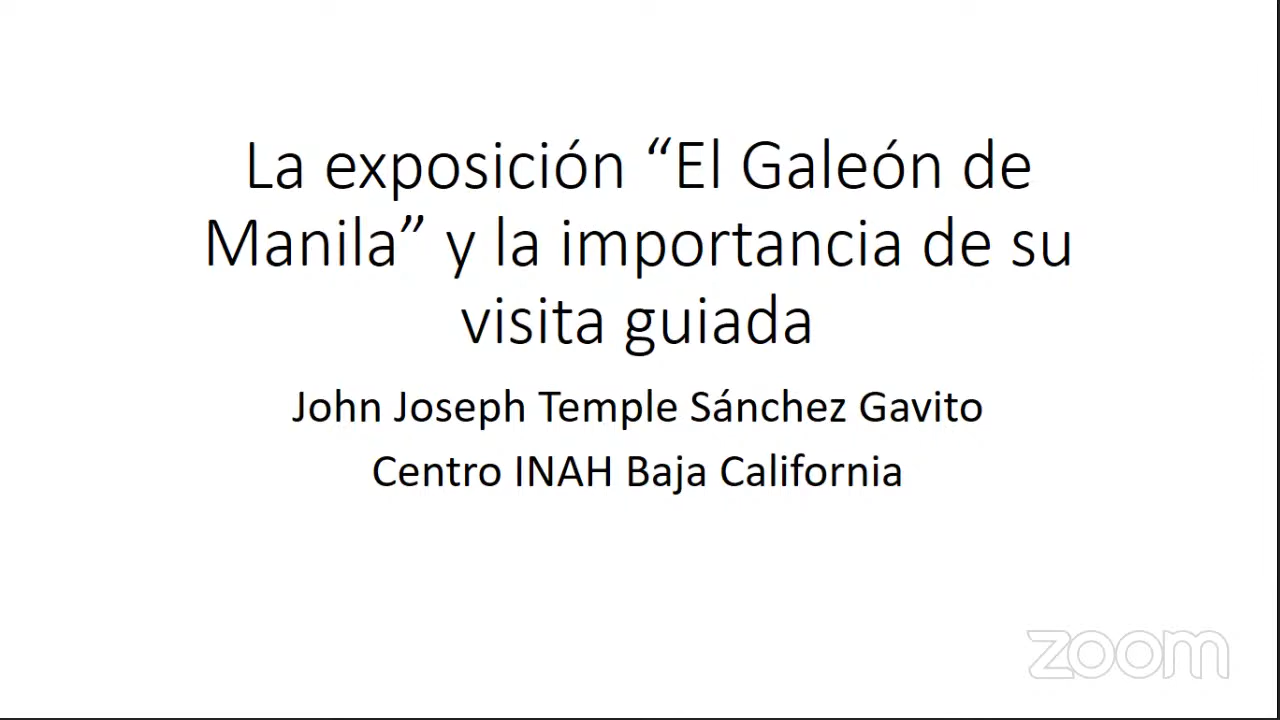 La exposición “El Galeón de
Manila” y la importancia de su
visita guiada
John Joseph Temple Sánchez Gavito
Centro INAH Baja California
zoom